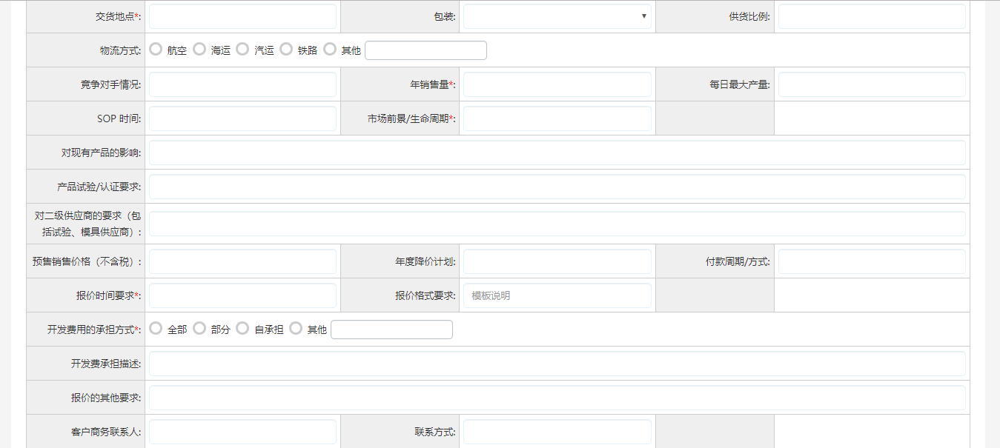 交货地点*: 包装: 供货比例:
物流方式: 航空 海运 汽运 铁路 其他
竞争对手情况: 年销售量*: 每日最大产量:
SOP 时间: 市场前景/生命周期*:
对现有产品的影响:
产品试验/认证要求:
对二级供应商的要求（包
括试验、模具供应商）:
预售销售价格（不含税）: 年度降价计划: 付款周期/方式:
报价时间要求*: 报价格式要求: 模板说明
开发费用的承担方式*: 全部 部分 自承担 其他
开发费承担描述:
报价的其他要求:
客户商务联系人: 联系方式: